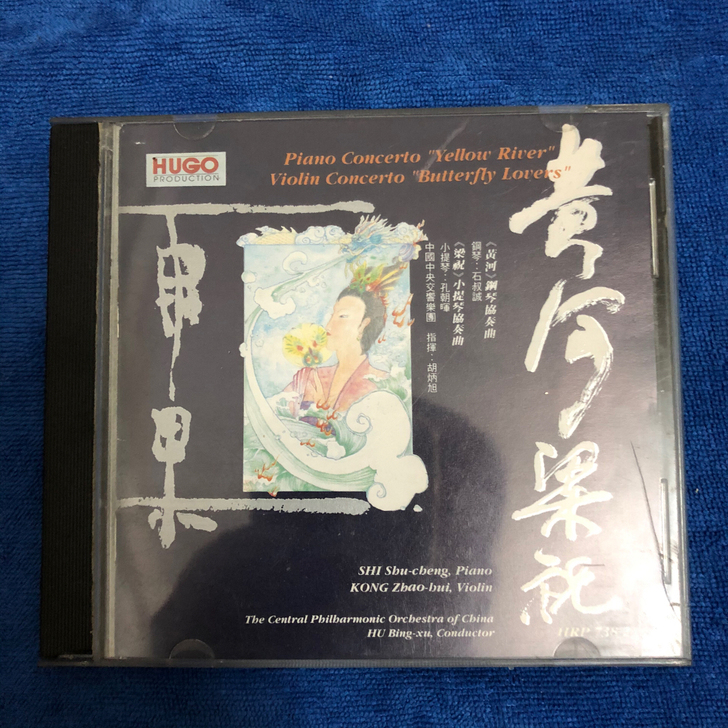 HUGO
PRODUCTION
Piano Concerto "Yellow River"
Violin Concerto "Butterfly Lovers"
黃河梁祝
《黃河》鋼琴協奏曲
鋼琴：石叔誠
《梁祝》小提琴協奏曲
小提琴：孔朝暉
中國中央交響樂團 指揮：胡炳旭
SHI Shu-cheng, Piano
KONG Zhao-hui, Violin
The Central Philharmonic Orchestra of China
HU Bing-xu, Conductor